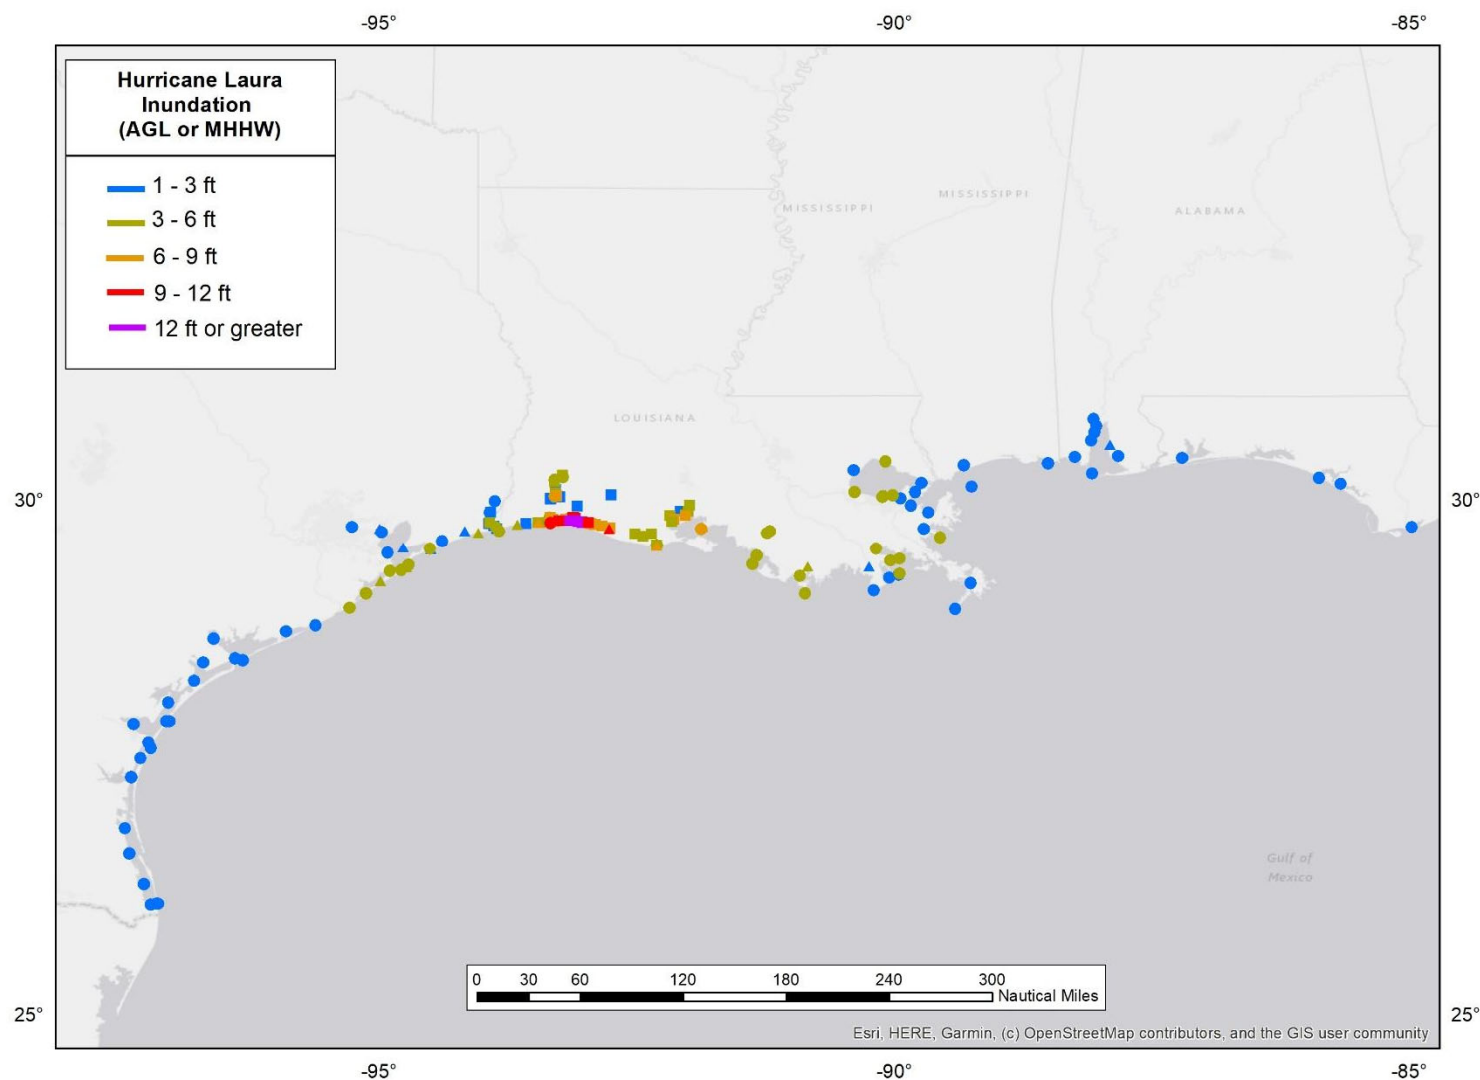 -95°
-90°
-85°
Hurricane Laura
Inundation
(AGL or MHHW)
1 - 3 ft
3 - 6 ft
6 - 9 ft
9 - 12 ft
12 ft or greater
MISSISSIPPI
MISSISSIPPI
ALABAMA
LOUISIANA
30°
30°
Gulf of
Mexico
0 30 60 120 180 240 300
Nautical Miles
25°
25°
Esri, HERE, Garmin, (c) OpenStreetMap contributors, and the GIS user community
-95°
-90°
-85°